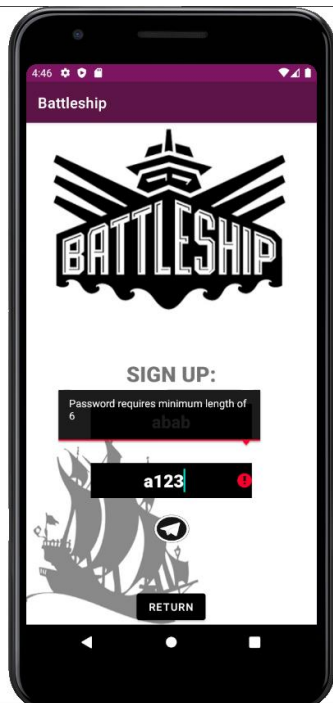 4:46
Battleship
BATTLESHIP
SIGN UP:
Password requires minimum length of
6
abab
a123
RETURN